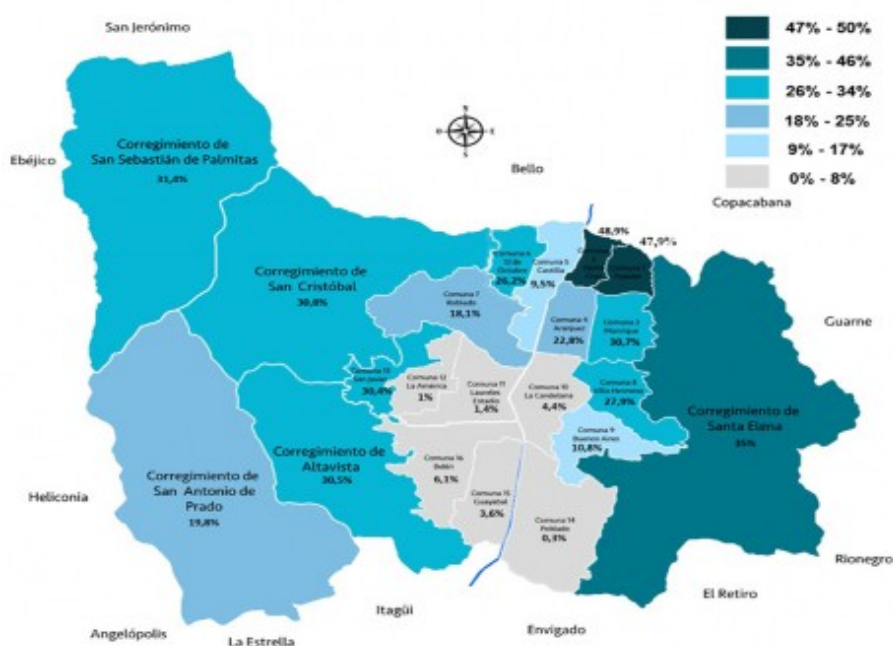 San Jerónimo
47% - 50%
35% - 46%
26% - 34%
18% - 25%
9% - 17%
0% - 8%
Ebéjico
Corregimiento de
San Sebastián de Palmitas
31,4%
Bello
Copacabana
48,9%
47,9%
Corregimiento de
San Cristóbal
30,8%
Comuna 6
12 de
Octubre
26,2%
Comuna 5
Castilla
9,5%
Comuna 7
Robledo
18,1%
Comuna 4
Aranjuez
22,8%
Comuna 3
Manrique
30,7%
Guarne
Comuna 13
San Javier
30,4%
Comuna 12
La América
1%
Comuna 11
Laureles
Estadio
1,4%
Comuna 10
La Candelaria
4,4%
Comuna 8
Villa Hermosa
27,9%
Comuna 9
Buenos Aires
10,8%
Corregimiento de
Santa Elena
35%
Corregimiento de
Altavista
30,5%
Comuna 16
Belén
6,1%
Comuna 15
Guayabal
3,6%
Comuna 14
Poblado
0,3%
Heliconia
Corregimiento de
San Antonio de
Prado
19,8%
Rionegro
El Retiro
Itagüi
Envigado
Angelópolis
La Estrella